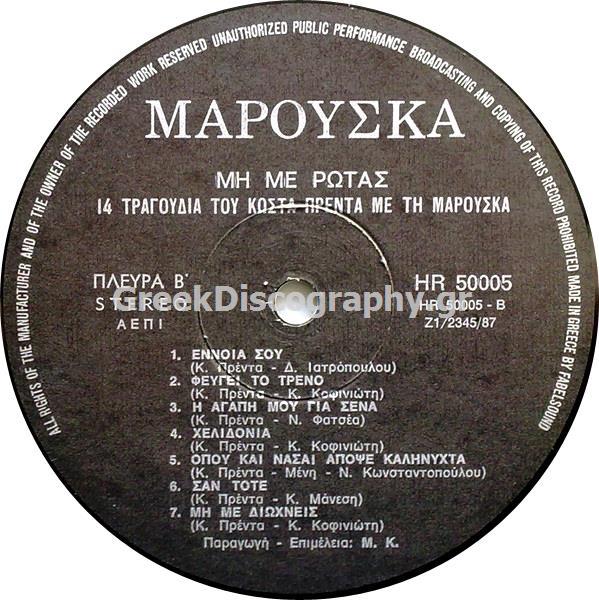 ALL RIGHTS OF THE MANUFACTURER AND OF THE OWNER OF THE RECORDED WORK RESERVED UNAUTHORIZED PUBLIC PERFORMANCE BROADCASTING AND COPYING OF THIS RECORD PROHIBITED MADE IN GREECE BY FABELSOUND
ΜΑΡΟΥΣΚΑ
ΜΗ ΜΕ ΡΩΤΑΣ
14 ΤΡΑΓΟΥΔΙΑ ΤΟΥ ΚΩΣΤΑ ΠΡΕΝΤΑ ΜΕ ΤΗ ΜΑΡΟΥΣΚΑ
ΠΛΕΥΡΑ Β΄ HR 50005
GreekDiscography.gr
STEREO HR 50005 - B
ΑΕΠΙ Z1/2345/87
1. ΕΝΝΟΙΑ ΣΟΥ
(Κ. Πρέντα - Δ. Ιατρόπουλου)
2. ΦΕΥΓΕΙ ΤΟ ΤΡΕΝΟ
(Κ. Πρέντα - Κ. Κοφινιώτη)
3. Η ΑΓΑΠΗ ΜΟΥ ΓΙΑ ΣΕΝΑ
(Κ. Πρέντα - Ν. Φατσέα)
4. ΧΕΛΙΔΟΝΙΑ
(Κ. Πρέντα - Κ. Κοφινιώτη)
5. ΟΠΟΥ ΚΑΙ ΝΑΣΑΙ ΑΠΟΨΕ ΚΑΛΗΝΥΧΤΑ
(Κ. Πρέντα - Μένη - Ν. Κωνσταντοπούλου)
6. ΣΑΝ ΤΟΤΕ
(Κ. Πρέντα - Κ. Μάνεση)
7. ΜΗ ΜΕ ΔΙΩΧΝΕΙΣ
(Κ. Πρέντα - Κ. Κοφινιώτη)
Παραγωγή - Επιμέλεια: Μ. Κ.